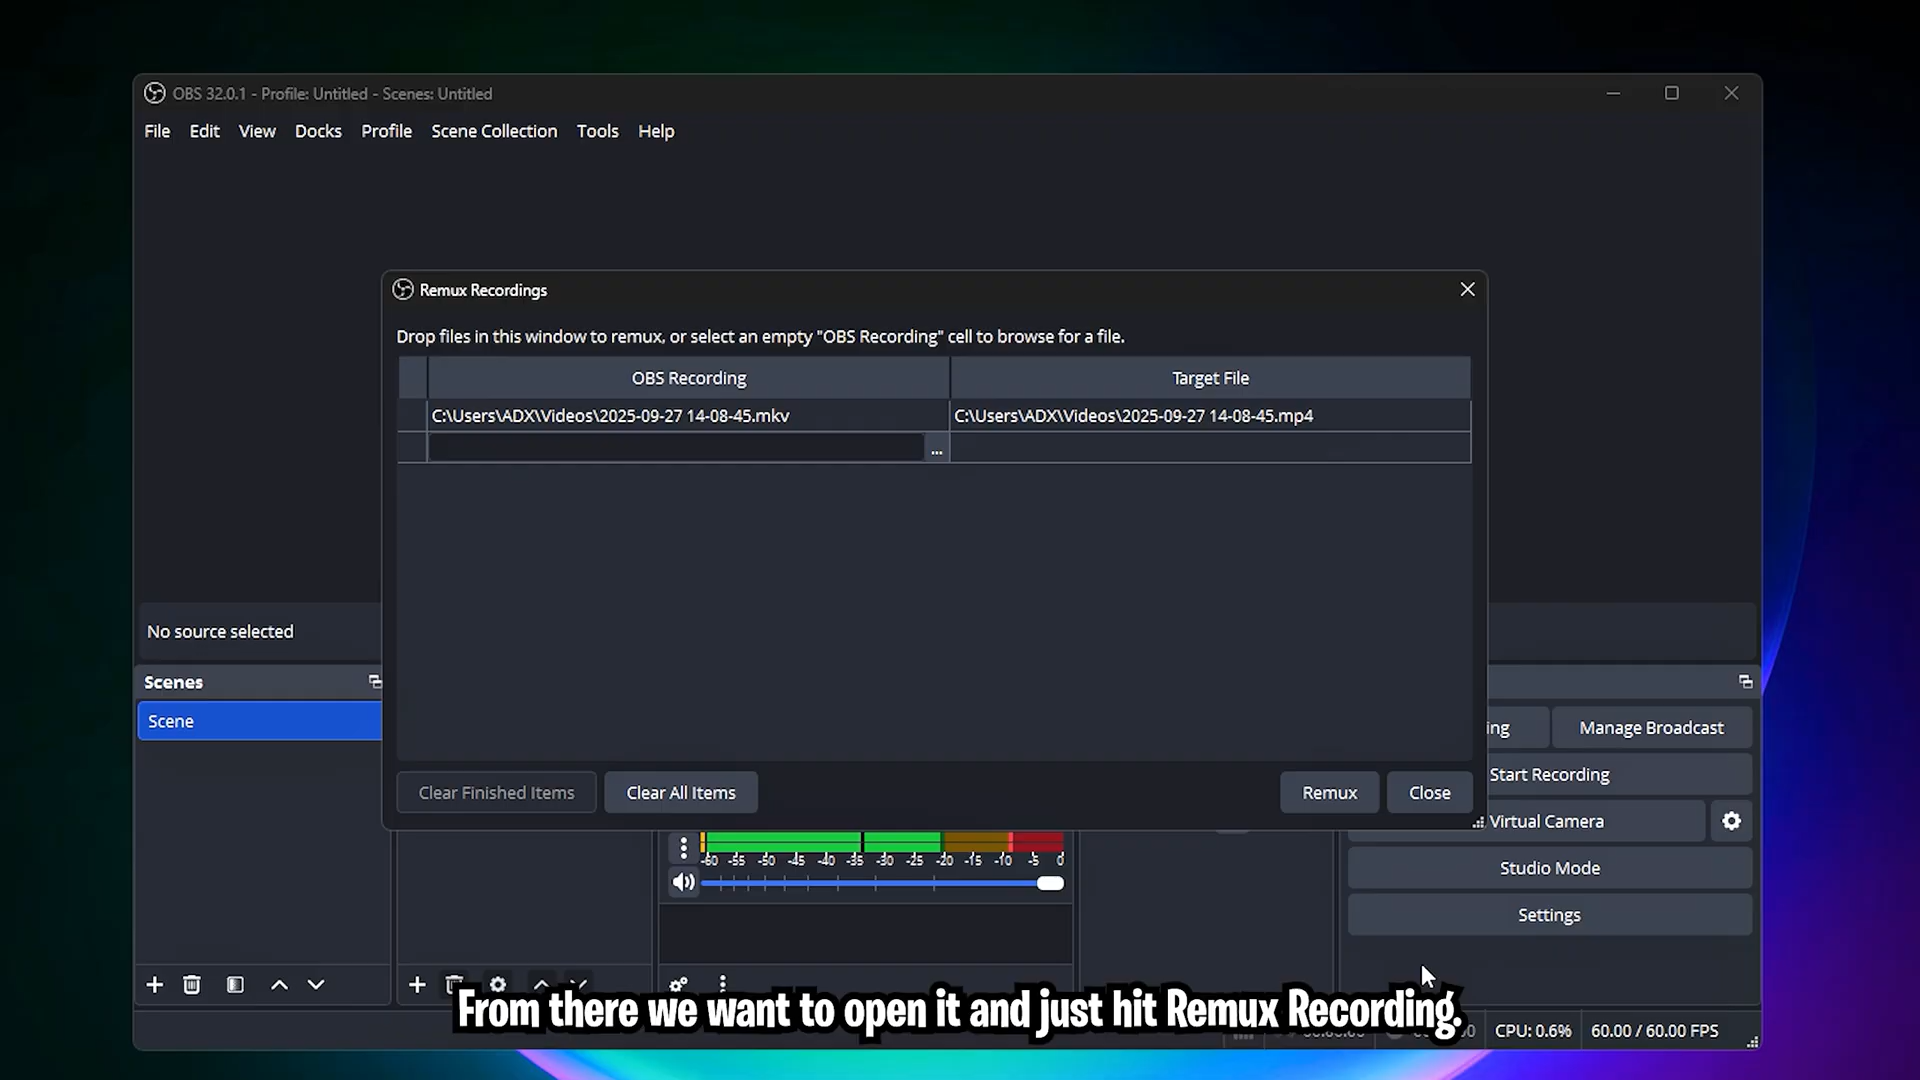 OBS 32.0.1 - Profile: Untitled - Scenes: Untitled
File Edit View Docks Profile Scene Collection Tools Help
Remux Recordings
Drop files in this window to remux, or select an empty "OBS Recording" cell to browse for a file.
OBS Recording Target File
C:\Users\ADX\Videos\2025-09-27 14-08-45.mkv C:\Users\ADX\Videos\2025-09-27 14-08-45.mp4
...
No source selected
Scenes
Scene
ing Manage Broadcast
Start Recording
Clear Finished Items Clear All Items Remux Close
Virtual Camera
-60 -55 -50 -45 -40 -35 -30 -25 -20 -15 -10 -5 0
Studio Mode
Settings
From there we want to open it and just hit Remux Recording.
CPU: 0.6% 60.00 / 60.00 FPS